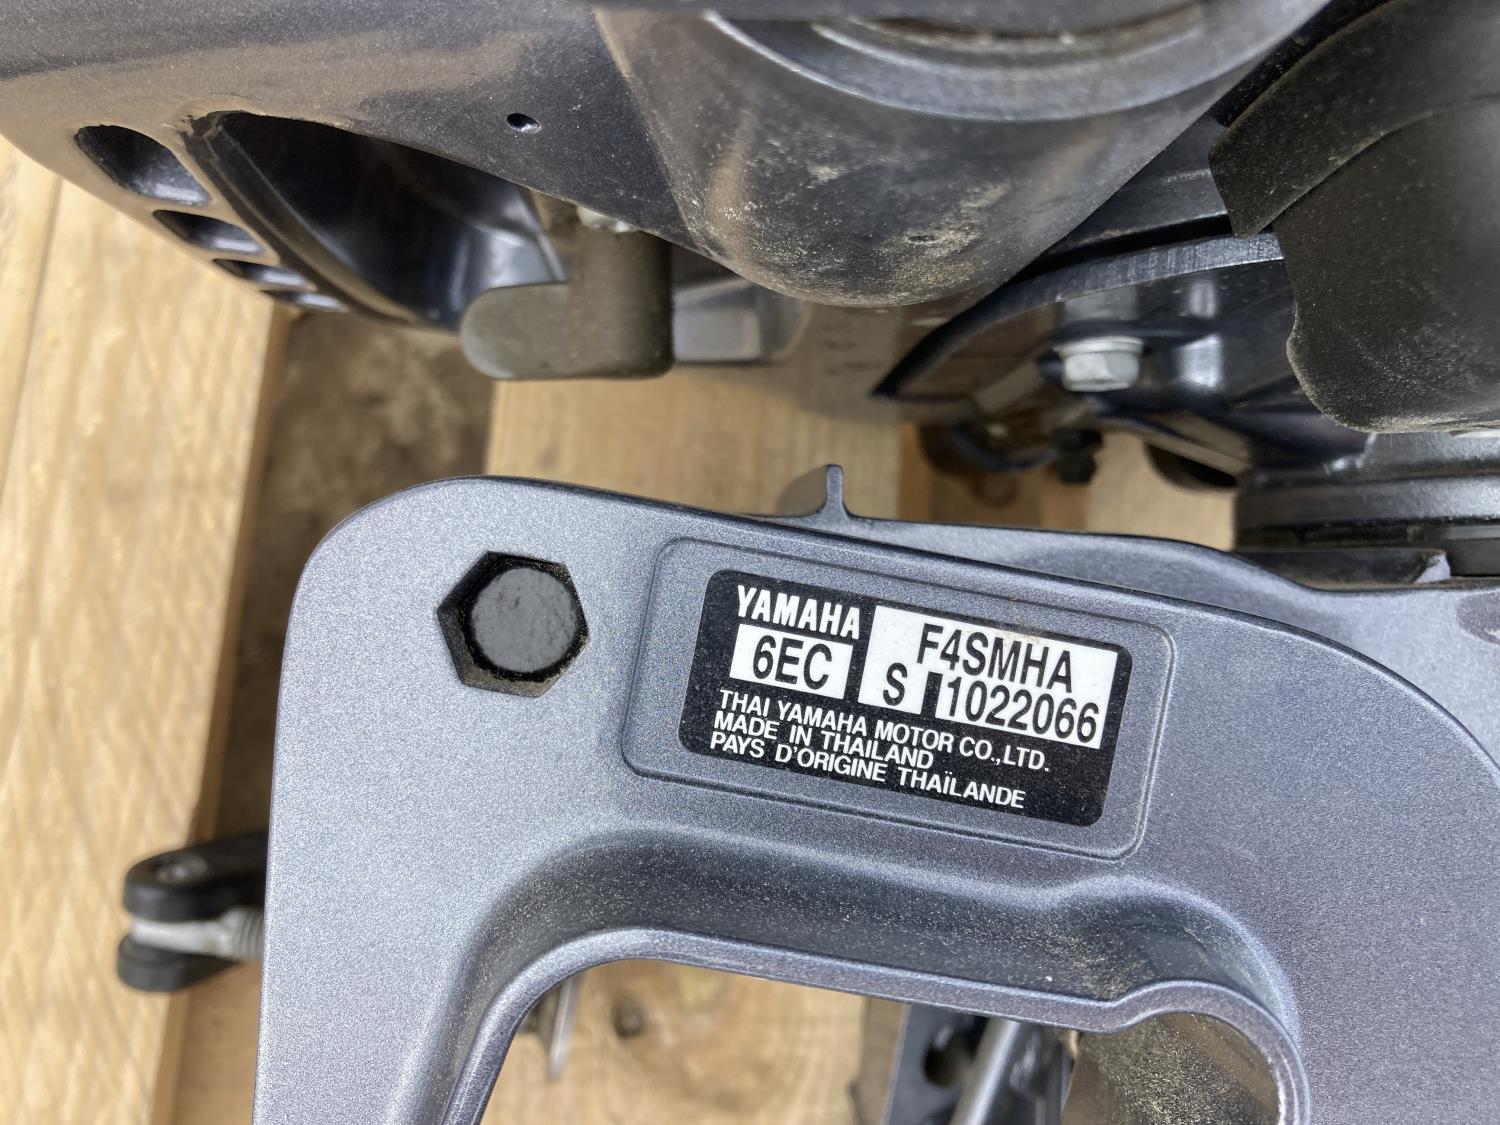 YAMAHA
6EC
F4SMHA
S 1022066
THAI YAMAHA MOTOR CO.,LTD.
MADE IN THAILAND
PAYS D'ORIGINE THAÏLANDE